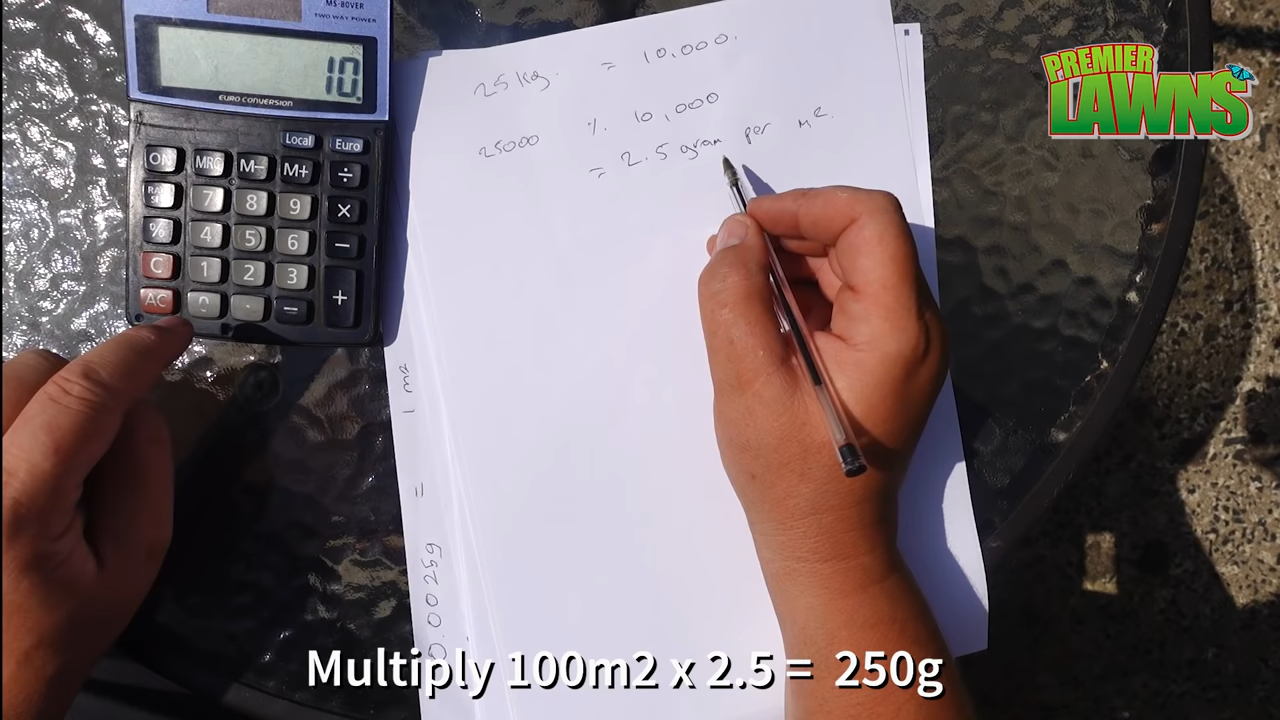 MS-80VER
TWO WAY POWER
10.
EURO CONVERSION
Local Euro
ON MRC M– M+ ÷
7 8 9 ×
% 4 5 6 −
C 1 2 3 +
AC 0 . =
25 kg. = 10.000.
25000 % 10,000
= 2.5 gram per M2.
0.0025g = 1 m2
PREMIER
LAWNS
Multiply 100m2 x 2.5 = 250g